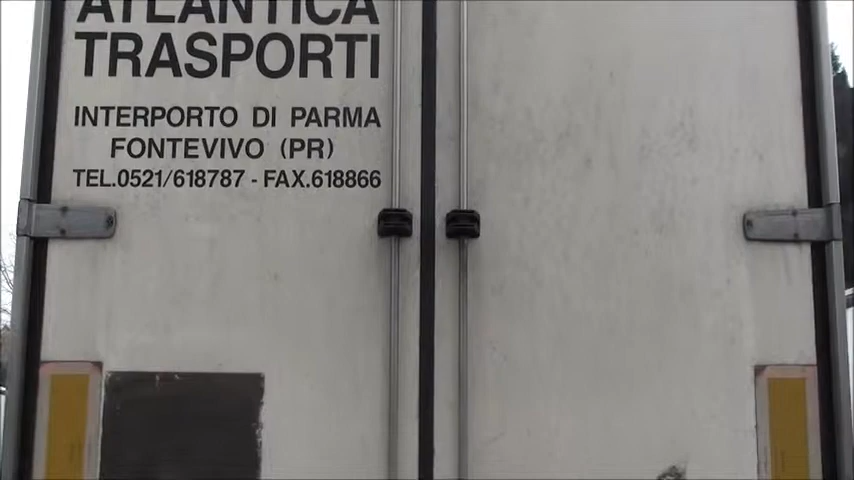 ATLANTICA
TRASPORTI
INTERPORTO DI PARMA
FONTEVIVO (PR)
TEL.0521/618787 - FAX.618866